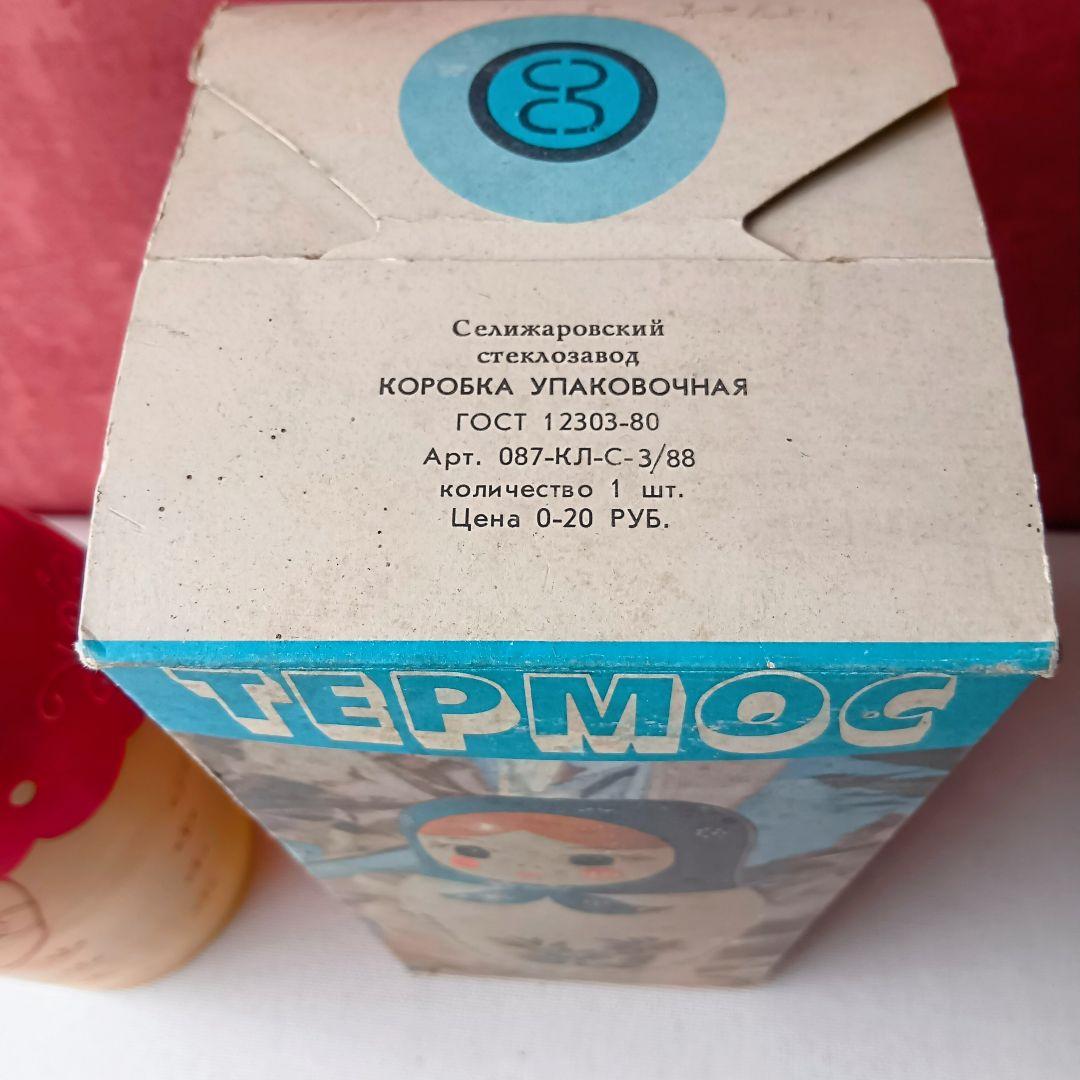 Селижаровский
стеклозавод
КОРОБКА УПАКОВОЧНАЯ
ГОСТ 12303-80
Арт. 087-КЛ-С-3/88
количество 1 шт.
Цена 0-20 РУБ.
ТЕРМОС